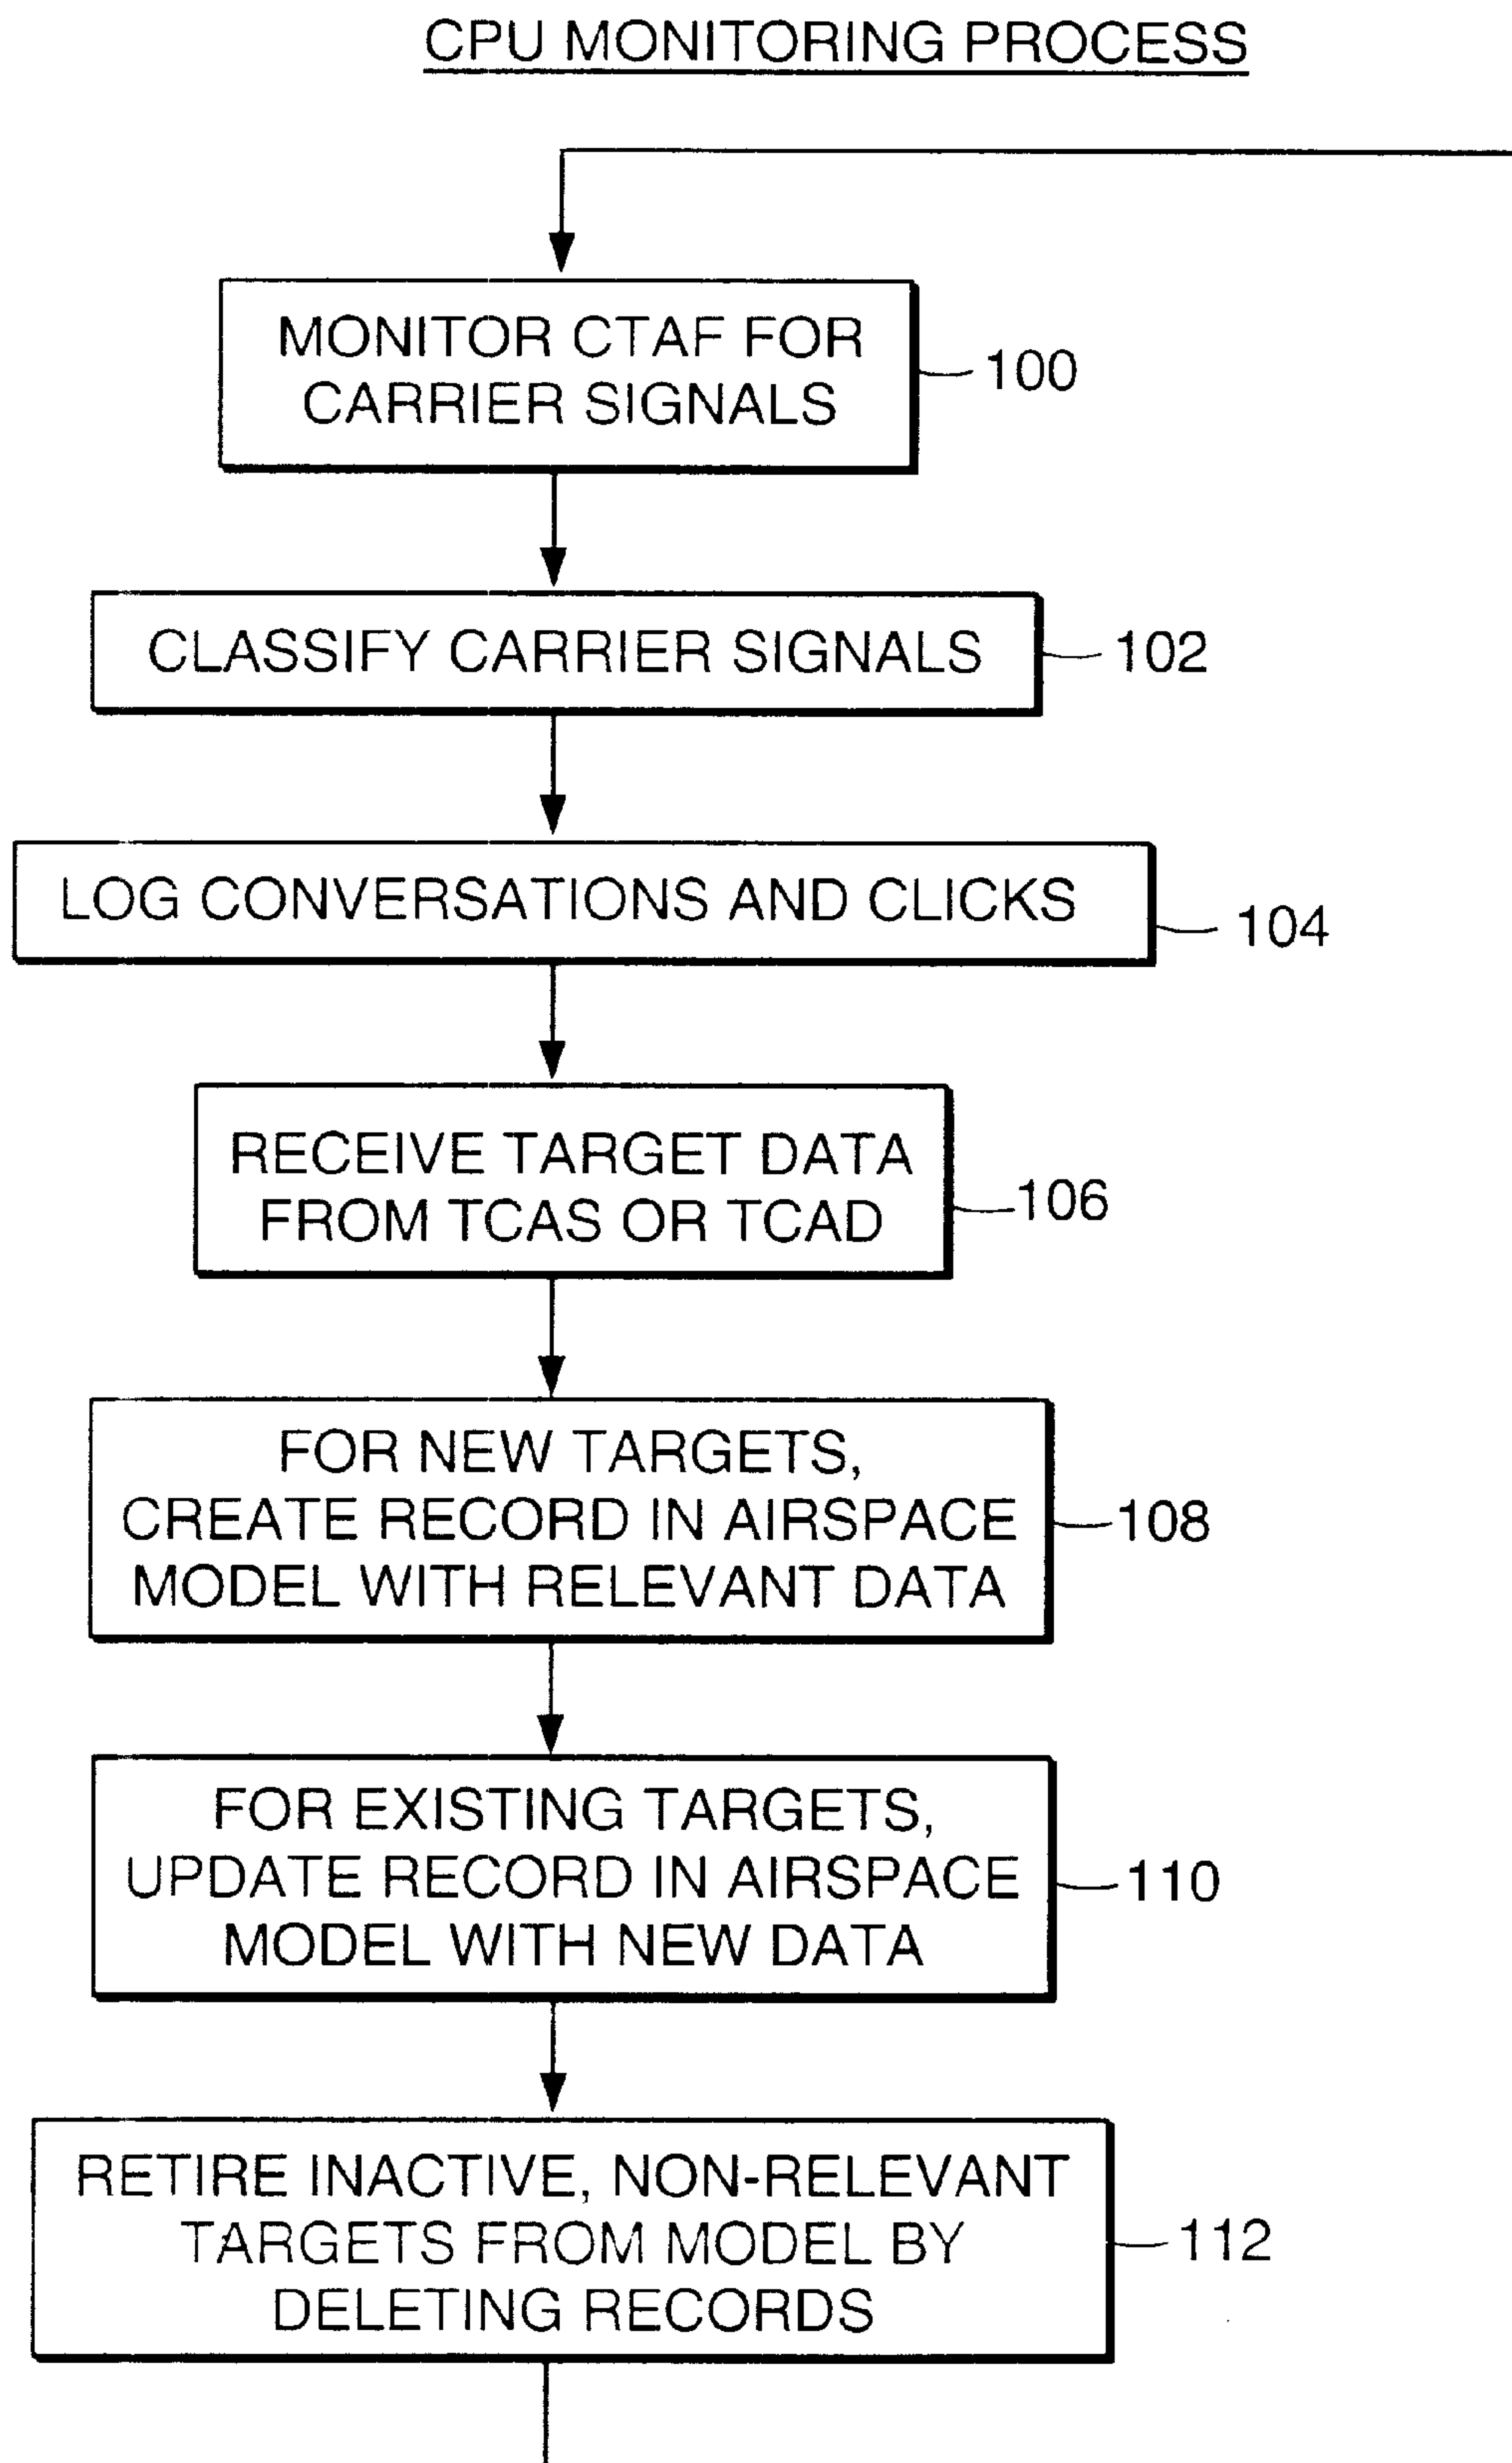 CPU MONITORING PROCESS
MONITOR CTAF FOR
CARRIER SIGNALS
100
CLASSIFY CARRIER SIGNALS
102
LOG CONVERSATIONS AND CLICKS
104
RECEIVE TARGET DATA
FROM TCAS OR TCAD
106
FOR NEW TARGETS,
CREATE RECORD IN AIRSPACE
MODEL WITH RELEVANT DATA
108
FOR EXISTING TARGETS,
UPDATE RECORD IN AIRSPACE
MODEL WITH NEW DATA
110
RETIRE INACTIVE, NON-RELEVANT
TARGETS FROM MODEL BY
DELETING RECORDS
112